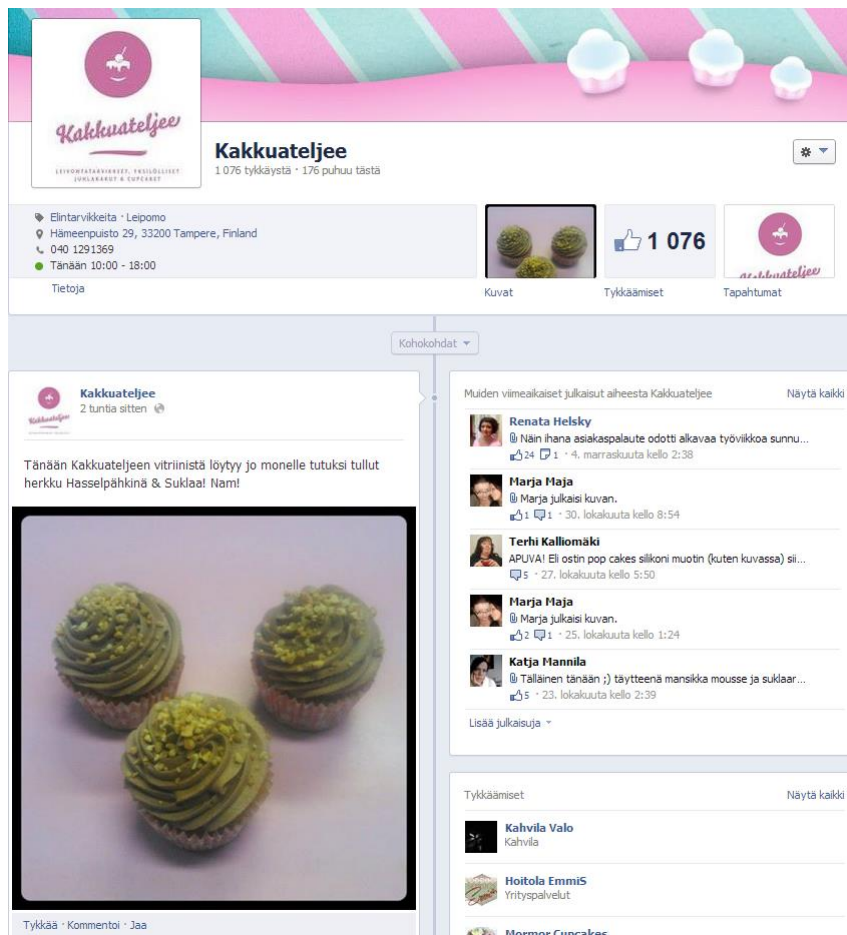 Kakkuateljee
LEIVONTATARVIKKEET, YKSILÖLLISET
JUHLAKAKUT & CUPCAKET
Kakkuateljee
1 076 tykkäystä · 176 puhuu tästä
Elintarvikkeita · Leipomo
Hämeenpuisto 29, 33200 Tampere, Finland
040 1291369
Tänään 10:00 - 18:00
Tietoja
Kuvat
1 076
Tykkäämiset
Kakkuateljee
Tapahtumat
Kohokohdat
Kakkuateljee
Kakkuateljee
2 tuntia sitten
Tänään Kakkuateljeen vitriinistä löytyy jo monelle tutuksi tullut
herkku Hasselpähkinä & Suklaa! Nam!
Tykkää · Kommentoi · Jaa
Muiden viimeaikaiset julkaisut aiheesta Kakkuateljee
Näytä kaikki
Renata Helsky
Näin ihana asiakaspalaute odotti alkavaa työviikkoa sunnu...
24 1 · 4. marraskuuta kello 2:38
Marja Maja
Marja julkaisi kuvan.
1 1 · 30. lokakuuta kello 8:54
Terhi Kalliomäki
APUVA! Eli ostin pop cakes silikoni muotin (kuten kuvassa) sii...
5 · 27. lokakuuta kello 5:50
Marja Maja
Marja julkaisi kuvan.
2 1 · 25. lokakuuta kello 1:24
Katja Mannila
Tälläinen tänään ;) täytteenä mansikka mousse ja suklaar...
5 · 23. lokakuuta kello 2:39
Lisää julkaisuja
Tykkäämiset
Näytä kaikki
Kahvila Valo
Kahvila
Hoitola EmmiS
Yrityspalvelut
Mormor Cupcakes